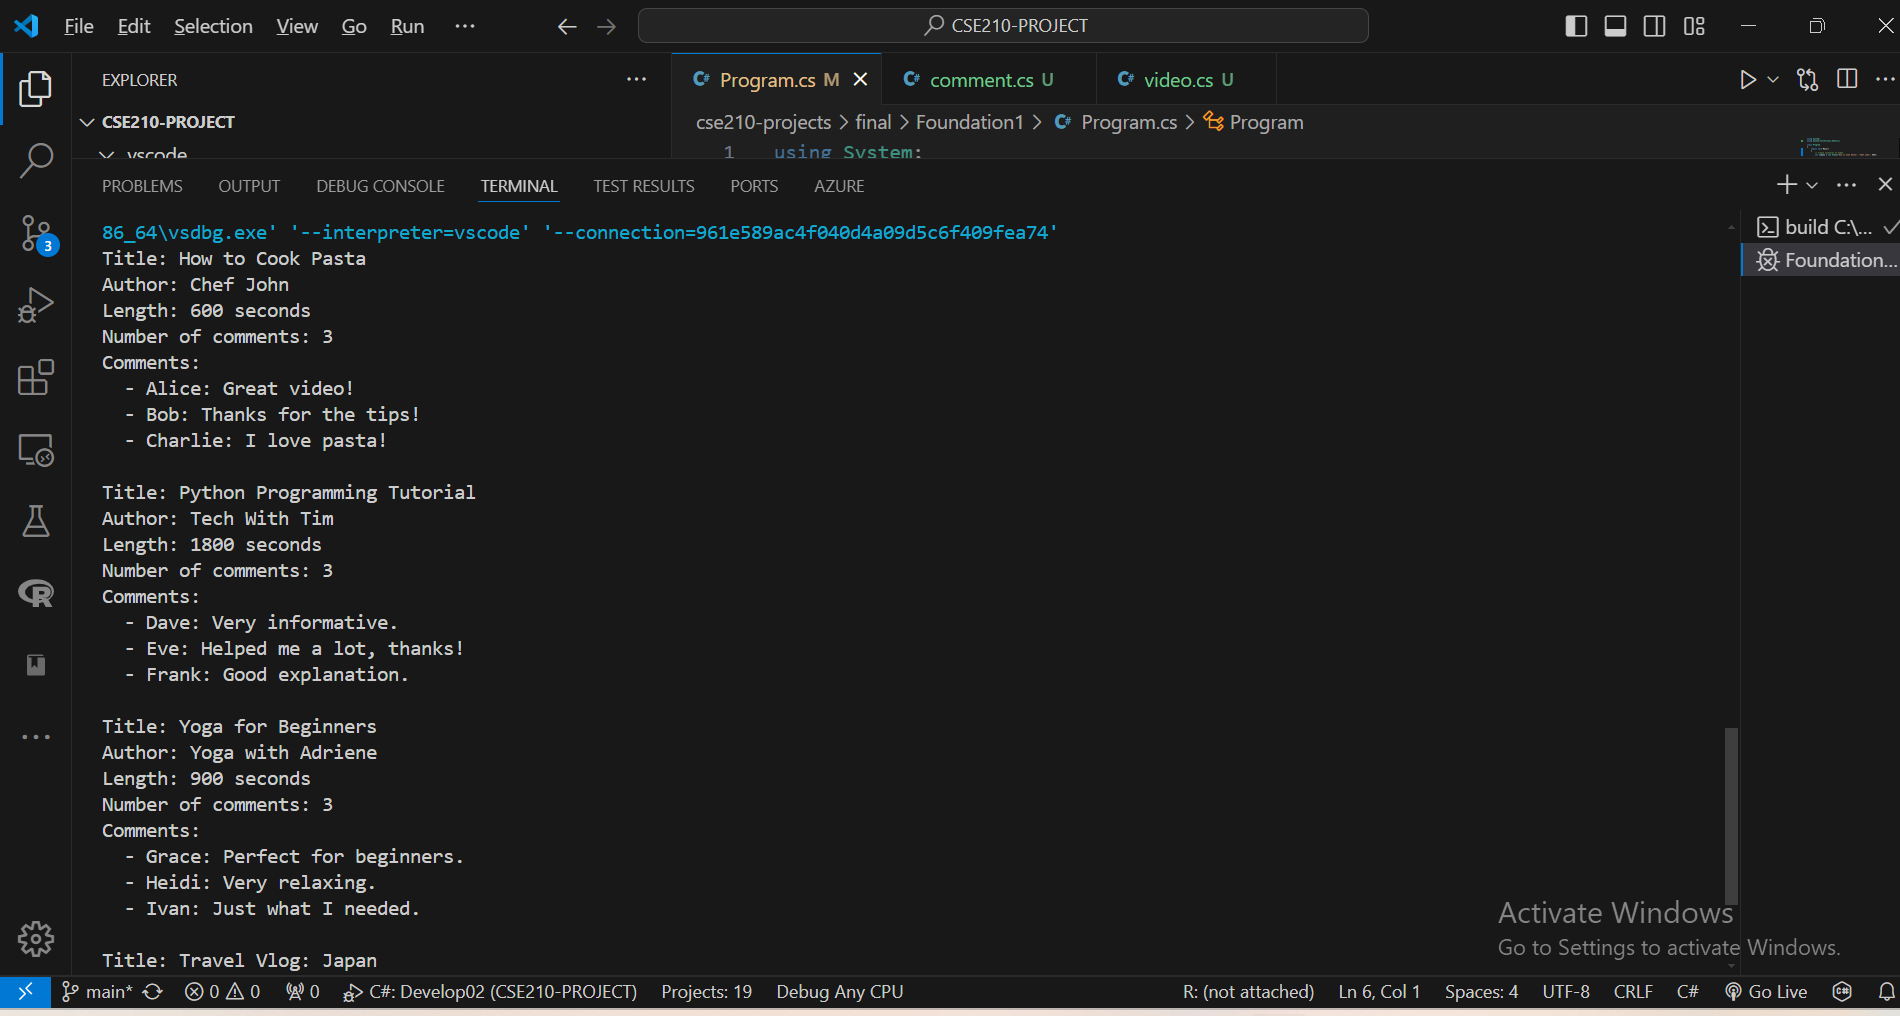 File Edit Selection View Go Run ··· CSE210-PROJECT
EXPLORER ···
Program.cs M comment.cs U video.cs U
CSE210-PROJECT
cse210-projects > final > Foundation1 > Program.cs > Program
vscode
1 using System;
PROBLEMS OUTPUT DEBUG CONSOLE TERMINAL TEST RESULTS PORTS AZURE
86_64\vsdbg.exe' '--interpreter=vscode' '--connection=961e589ac4f040d4a09d5c6f409fea74'
Title: How to Cook Pasta
Author: Chef John
Length: 600 seconds
Number of comments: 3
Comments:
- Alice: Great video!
- Bob: Thanks for the tips!
- Charlie: I love pasta!
Title: Python Programming Tutorial
Author: Tech With Tim
Length: 1800 seconds
Number of comments: 3
Comments:
- Dave: Very informative.
- Eve: Helped me a lot, thanks!
- Frank: Good explanation.
Title: Yoga for Beginners
Author: Yoga with Adriene
Length: 900 seconds
Number of comments: 3
Comments:
- Grace: Perfect for beginners.
- Heidi: Very relaxing.
- Ivan: Just what I needed.
Title: Travel Vlog: Japan
build C:\...
Foundation...
3
R
Activate Windows
Go to Settings to activate Windows.
main* 0 0 0 C#: Develop02 (CSE210-PROJECT) Projects: 19 Debug Any CPU R: (not attached) Ln 6, Col 1 Spaces: 4 UTF-8 CRLF C# Go Live